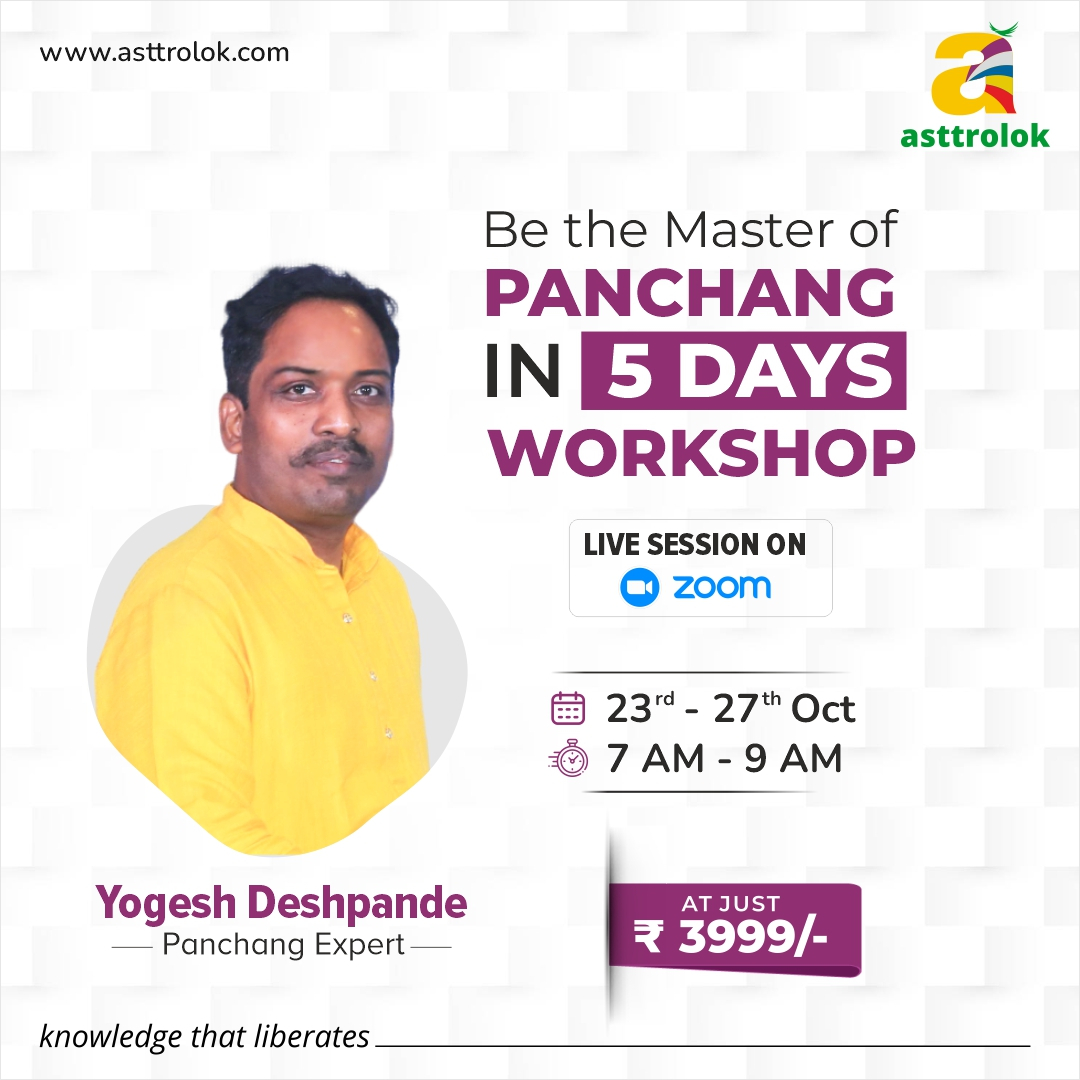 www.asttrolok.com
asttrolok
Be the Master of
PANCHANG
IN 5 DAYS
WORKSHOP
LIVE SESSION ON
zoom
23rd - 27th Oct
7 AM - 9 AM
Yogesh Deshpande
Panchang Expert
AT JUST
₹ 3999/-
knowledge that liberates